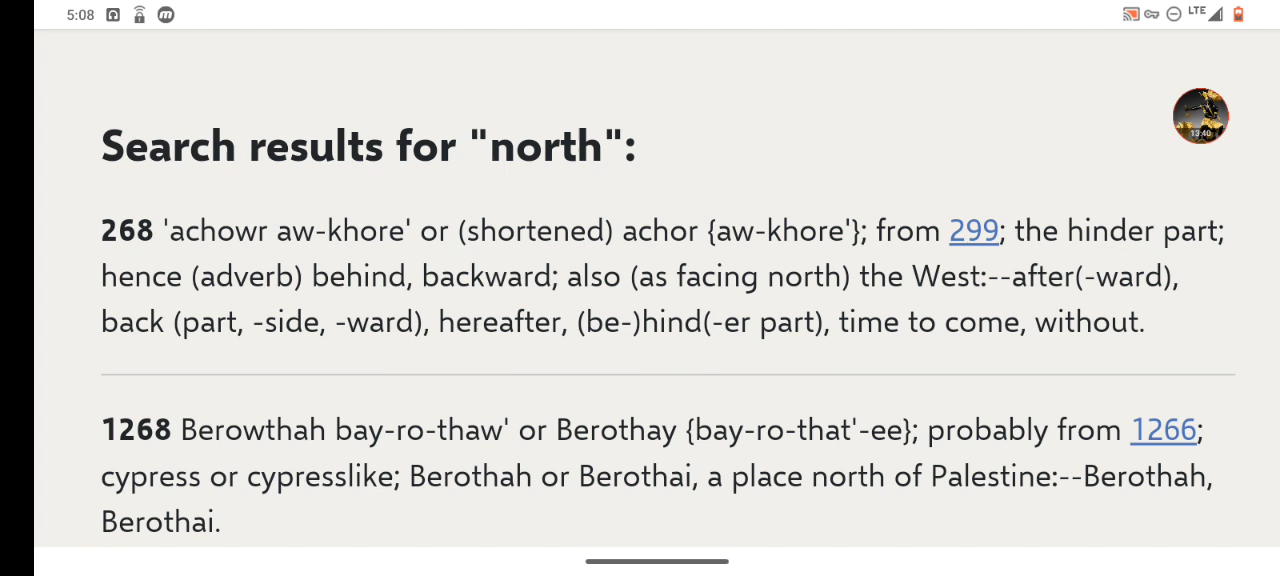 5:08
LTE
13:40
Search results for "north":
268 'achowr aw-khore' or (shortened) achor {aw-khore'}; from 299; the hinder part;
hence (adverb) behind, backward; also (as facing north) the West:--after(-ward),
back (part, -side, -ward), hereafter, (be-)hind(-er part), time to come, without.
1268 Berowthah bay-ro-thaw' or Berothay {bay-ro-that'-ee}; probably from 1266;
cypress or cypresslike; Berothah or Berothai, a place north of Palestine:--Berothah,
Berothai.